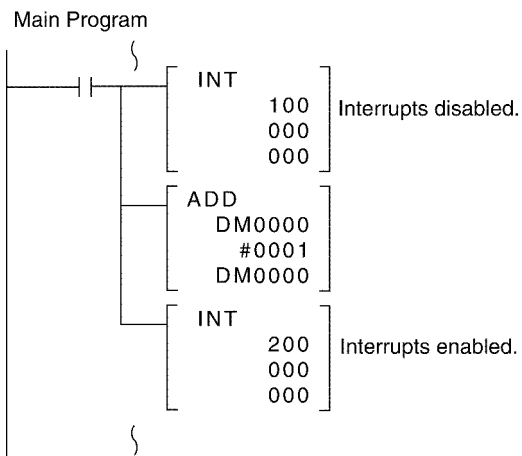 Main Program
INT
100 Interrupts disabled.
000
000
ADD
DM0000
#0001
DM0000
INT
200 Interrupts enabled.
000
000